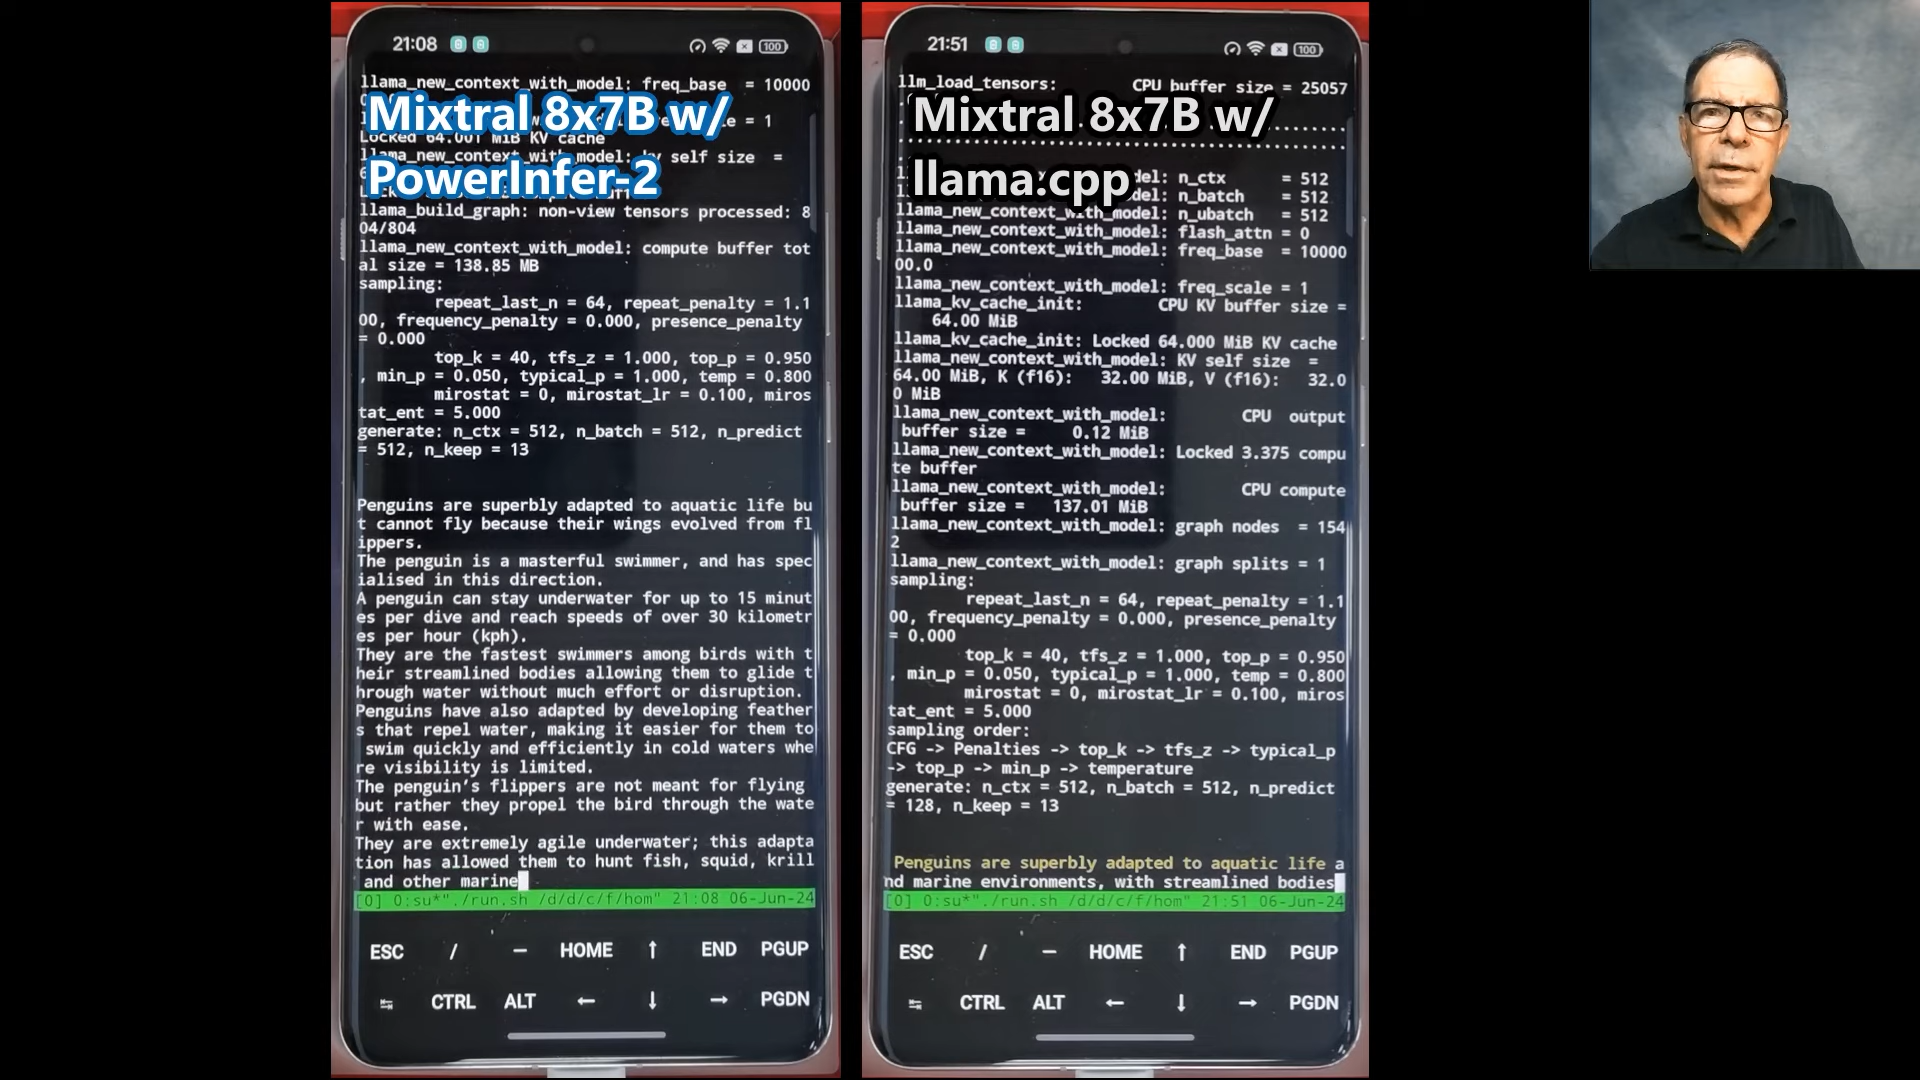 21:08
100
llama_new_context_with_model: freq_base = 10000
Mixtral 8x7B w/
PowerInfer-2
= 1
Locked 64.001 MiB KV cache
llama_new_context_with_model: kv self size =
llama_build_graph: non-view tensors processed: 8
04/804
llama_new_context_with_model: compute buffer tot
al size = 138.85 MB
sampling:
repeat_last_n = 64, repeat_penalty = 1.1
00, frequency_penalty = 0.000, presence_penalty
= 0.000
top_k = 40, tfs_z = 1.000, top_p = 0.950
, min_p = 0.050, typical_p = 1.000, temp = 0.800
mirostat = 0, mirostat_lr = 0.100, miros
tat_ent = 5.000
generate: n_ctx = 512, n_batch = 512, n_predict
= 512, n_keep = 13
Penguins are superbly adapted to aquatic life bu
t cannot fly because their wings evolved from fl
ippers.
The penguin is a masterful swimmer, and has spec
ialised in this direction.
A penguin can stay underwater for up to 15 minut
es per dive and reach speeds of over 30 kilometr
es per hour (kph).
They are the fastest swimmers among birds with t
heir streamlined bodies allowing them to glide t
hrough water without much effort or disruption.
Penguins have also adapted by developing feather
s that repel water, making it easier for them to
swim quickly and efficiently in cold waters whe
re visibility is limited.
The penguin's flippers are not meant for flying
but rather they propel the bird through the wate
r with ease.
They are extremely agile underwater; this adapta
tion has allowed them to hunt fish, squid, krill
and other marine
[0] 0:su*"./run.sh /d/d/c/f/hom" 21:08 06-Jun-24
ESC / — HOME ↑ END PGUP
CTRL ALT ← ↓ → PGDN
21:51
100
llm_load_tensors: CPU buffer size = 25057
Mixtral 8x7B w/
llama.cpp
del: n_ctx = 512
del: n_batch = 512
llama_new_context_with_model: n_ubatch = 512
llama_new_context_with_model: flash_attn = 0
llama_new_context_with_model: freq_base = 10000
00.0
llama_new_context_with_model: freq_scale = 1
llama_kv_cache_init: CPU KV buffer size =
64.00 MiB
llama_kv_cache_init: Locked 64.000 MiB KV cache
llama_new_context_with_model: KV self size =
64.00 MiB, K (f16): 32.00 MiB, V (f16): 32.0
0 MiB
llama_new_context_with_model: CPU output
buffer size = 0.12 MiB
llama_new_context_with_model: Locked 3.375 compu
te buffer
llama_new_context_with_model: CPU compute
buffer size = 137.01 MiB
llama_new_context_with_model: graph nodes = 154
2
llama_new_context_with_model: graph splits = 1
sampling:
repeat_last_n = 64, repeat_penalty = 1.1
00, frequency_penalty = 0.000, presence_penalty
= 0.000
top_k = 40, tfs_z = 1.000, top_p = 0.950
, min_p = 0.050, typical_p = 1.000, temp = 0.800
mirostat = 0, mirostat_lr = 0.100, miros
tat_ent = 5.000
sampling order:
CFG -> Penalties -> top_k -> tfs_z -> typical_p
-> top_p -> min_p -> temperature
generate: n_ctx = 512, n_batch = 512, n_predict
= 128, n_keep = 13
Penguins are superbly adapted to aquatic life a
nd marine environments, with streamlined bodies
[0] 0:su*"./run.sh /d/d/c/f/hom" 21:51 06-Jun-24
ESC / — HOME ↑ END PGUP
CTRL ALT ← ↓ → PGDN